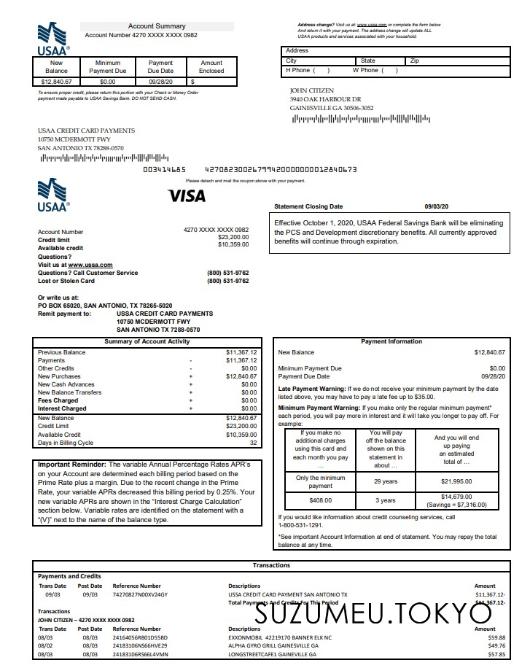 Account Summary
Account Number 4270 XXXX XXXX 0982
USAA®
New Balance Minimum Payment Due Payment Due Date Amount Enclosed
$12,840.67 $0.00 09/28/20 $
To ensure proper credit, please return this portion with your Check or Money Order
payment made payable to USAA Savings Bank. DO NOT SEND CASH.
Address change? Visit us at www.usaa.com or complete the form below
And return it with your payment. The address change will update ALL
USAA products and services associated with your household.
Address
City State Zip
H Phone ( ) W Phone ( )
JOHN CITIZEN
3940 OAK HARBOUR DR
GAINESVILLE GA 30506-3052
USAA CREDIT CARD PAYMENTS
10750 MCDERMOTT FWY
SAN ANTONIO TX 78288-0570
003414685 427082300267994200000000012840673
Please detach and mail the coupon above with your payment.
USAA®
VISA
Statement Closing Date 09/03/20
Effective October 1, 2020, USAA Federal Savings Bank will be eliminating
the PCS and Development discretionary benefits. All currently approved
benefits will continue through expiration.
Account Number 4270 XXXX XXXX 0982
Credit limit $23,200.00
Available credit $10,359.00
Questions?
Visit us at www.ussa.com
Questions? Call Customer Service (800) 531-9762
Lost or Stolen Card (800) 531-9762
Or write us at:
PO BOX 65020, SAN ANTONIO, TX 78265-5020
Remit payment to: USSA CREDIT CARD PAYMENTS
10750 MCDERMOTT FWY
SAN ANTONIO TX 7288-0570
Summary of Account Activity
Previous Balance $11,367.12
Payments - $11,367.12
Other Credits - $0.00
New Purchases + $12,840.67
New Cash Advances + $0.00
New Balance Transfers + $0.00
Fees Charged + $0.00
Interest Charged + $0.00
New Balance $12,840.67
Credit Limit $23,200.00
Available Credit $10,359.00
Days in Billing Cycle 32
Important Reminder: The variable Annual Percentage Rates APR's
on your Account are determined each billing period based on the
Prime Rate plus a margin. Due to the recent change in the Prime
Rate, your variable APRs decreased this billing period by 0.25%. Your
new variable APRs are shown in the "Interest Charge Calculation"
section below. Variable rates are identified on the statement with a
"(V)" next to the name of the balance type.
Payment Information
New Balance $12,840.67
Minimum Payment Due $0.00
Payment Due Date 09/28/20
Late Payment Warning: If we do not receive your minimum payment by the date
listed above, you may have to pay a late fee up to $35.00.
Minimum Payment Warning: If you make only the regular minimum payment*
each period, you will pay more in interest and it will take you longer to pay off. For
example:
If you make no additional charges using this card and each month you pay ...
You will pay off the balance shown on this statement in about ...
And you will end up paying an estimated total of ...
Only the minimum payment 29 years $21,995.00
$408.00 3 years $14,679.00
(Savings = $7,316.00)
If you would like information about credit counseling services, call
1-800-531-1291.
*See important Account Information at end of statement. You may repay the total
balance at any time.
Transactions
Payments and Credits
Trans Date Post Date Reference Number Descriptions Amount
09/03 09/03 74270827N00XV24GY USSA CREDIT CARD PAYMENT SAN ANTONIO TX $11,367.12-
Total Payments And Credits For This Period $11,367.12-
Transactions
JOHN CITIZEN – 4270 XXXX XXXX 0982
Trans Date Post Date Reference Number Descriptions Amount
08/03 08/03 24164056R801D55BD EXXONMOBIL 42219170 BANNER ELK NC $59.88
08/03 08/03 24183106N566HVE29 ALPHA GYRO GRILL GAINESVILLE GA $49.76
08/03 08/03 24183106R566L4VMN LONGSTREETCAFE1 GAINEVILLE GA $57.85
SUZUMEU.TOKYO